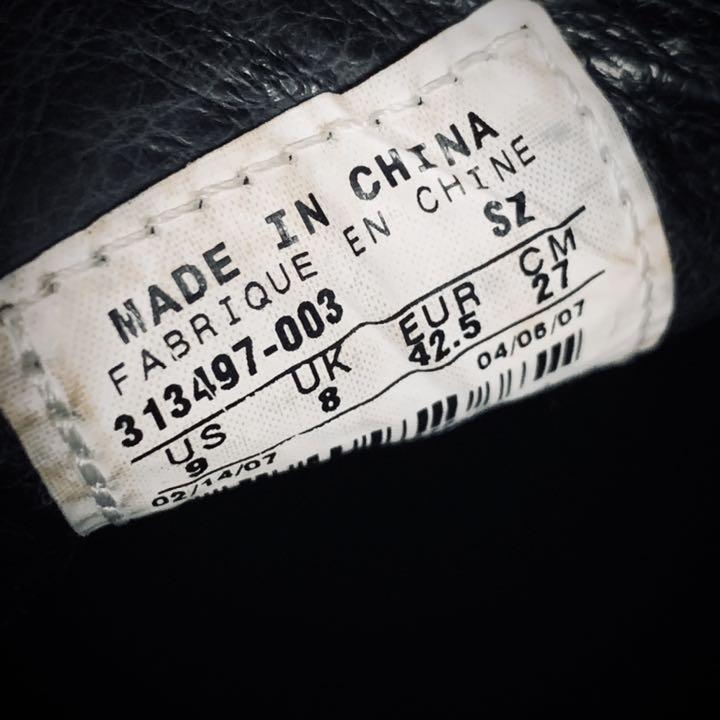 MADE IN CHINA
FABRIQUE EN CHINE
313497-003 SZ
US UK EUR CM
9 8 42.5 27
02/14/07 04/06/07